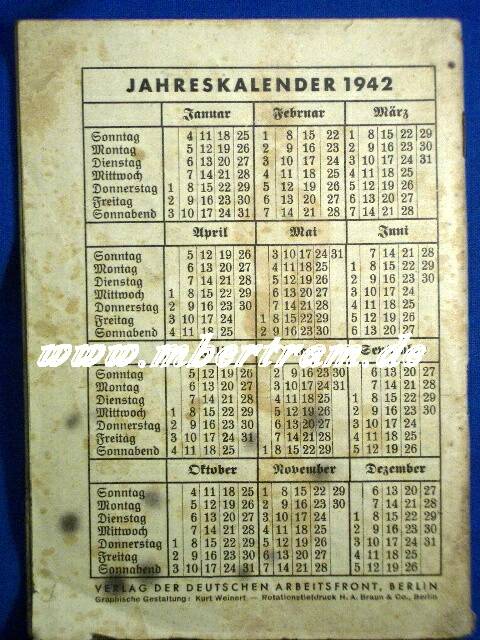 JAHRESKALENDER 1942
Januar Februar März
Sonntag 4 11 18 25 1 8 15 22 1 8 15 22 29
Montag 5 12 19 26 2 9 16 23 2 9 16 23 30
Dienstag 6 13 20 27 3 10 17 24 3 10 17 24 31
Mittwoch 7 14 21 28 4 11 18 25 4 11 18 25
Donnerstag 1 8 15 22 29 5 12 19 26 5 12 19 26
Freitag 2 9 16 23 30 6 13 20 27 6 13 20 27
Sonnabend 3 10 17 24 31 7 14 21 28 7 14 21 28
April Mai Juni
Sonntag 5 12 19 26 3 10 17 24 31 7 14 21 28
Montag 6 13 20 27 4 11 18 25 1 8 15 22 29
Dienstag 7 14 21 28 5 12 19 26 2 9 16 23 30
Mittwoch 1 8 15 22 29 6 13 20 27 3 10 17 24
Donnerstag 2 9 16 23 30 7 14 21 28 4 11 18 25
Freitag 3 10 17 24 1 8 15 22 29 5 12 19 26
Sonnabend 4 11 18 25 2 9 16 23 30 6 13 20 27
www.mbertram.de
Sonntag 5 12 19 26 2 9 16 23 30 6 13 20 27
Montag 6 13 20 27 3 10 17 24 31 7 14 21 28
Dienstag 7 14 21 28 4 11 18 25 1 8 15 22 29
Mittwoch 1 8 15 22 29 5 12 19 26 2 9 16 23 30
Donnerstag 2 9 16 23 30 6 13 20 27 3 10 17 24
Freitag 3 10 17 24 31 7 14 21 28 4 11 18 25
Sonnabend 4 11 18 25 1 8 15 22 29 5 12 19 26
Oktober November Dezember
Sonntag 4 11 18 25 1 8 15 22 29 6 13 20 27
Montag 5 12 19 26 2 9 16 23 30 7 14 21 28
Dienstag 6 13 20 27 3 10 17 24 1 8 15 22 29
Mittwoch 7 14 21 28 4 11 18 25 2 9 16 23 30
Donnerstag 1 8 15 22 29 5 12 19 26 3 10 17 24 31
Freitag 2 9 16 23 30 6 13 20 27 4 11 18 25
Sonnabend 3 10 17 24 31 7 14 21 28 5 12 19 26
VERLAG DER DEUTSCHEN ARBEITSFRONT, BERLIN
Graphische Gestaltung: Kurt Weinert — Rotationstiefdruck H. A. Braun & Co., Berlin